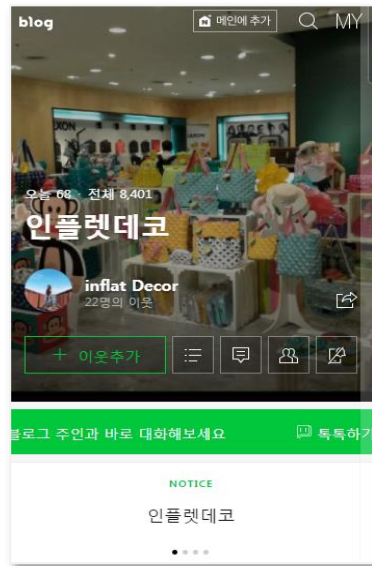 blog
메인에 추가
MY
오늘 68 · 전체 8,401
인플렛데코
inflat Decor
22명의 이웃
+ 이웃추가
블로그 주인과 바로 대화해보세요
톡톡하기
NOTICE
인플렛데코